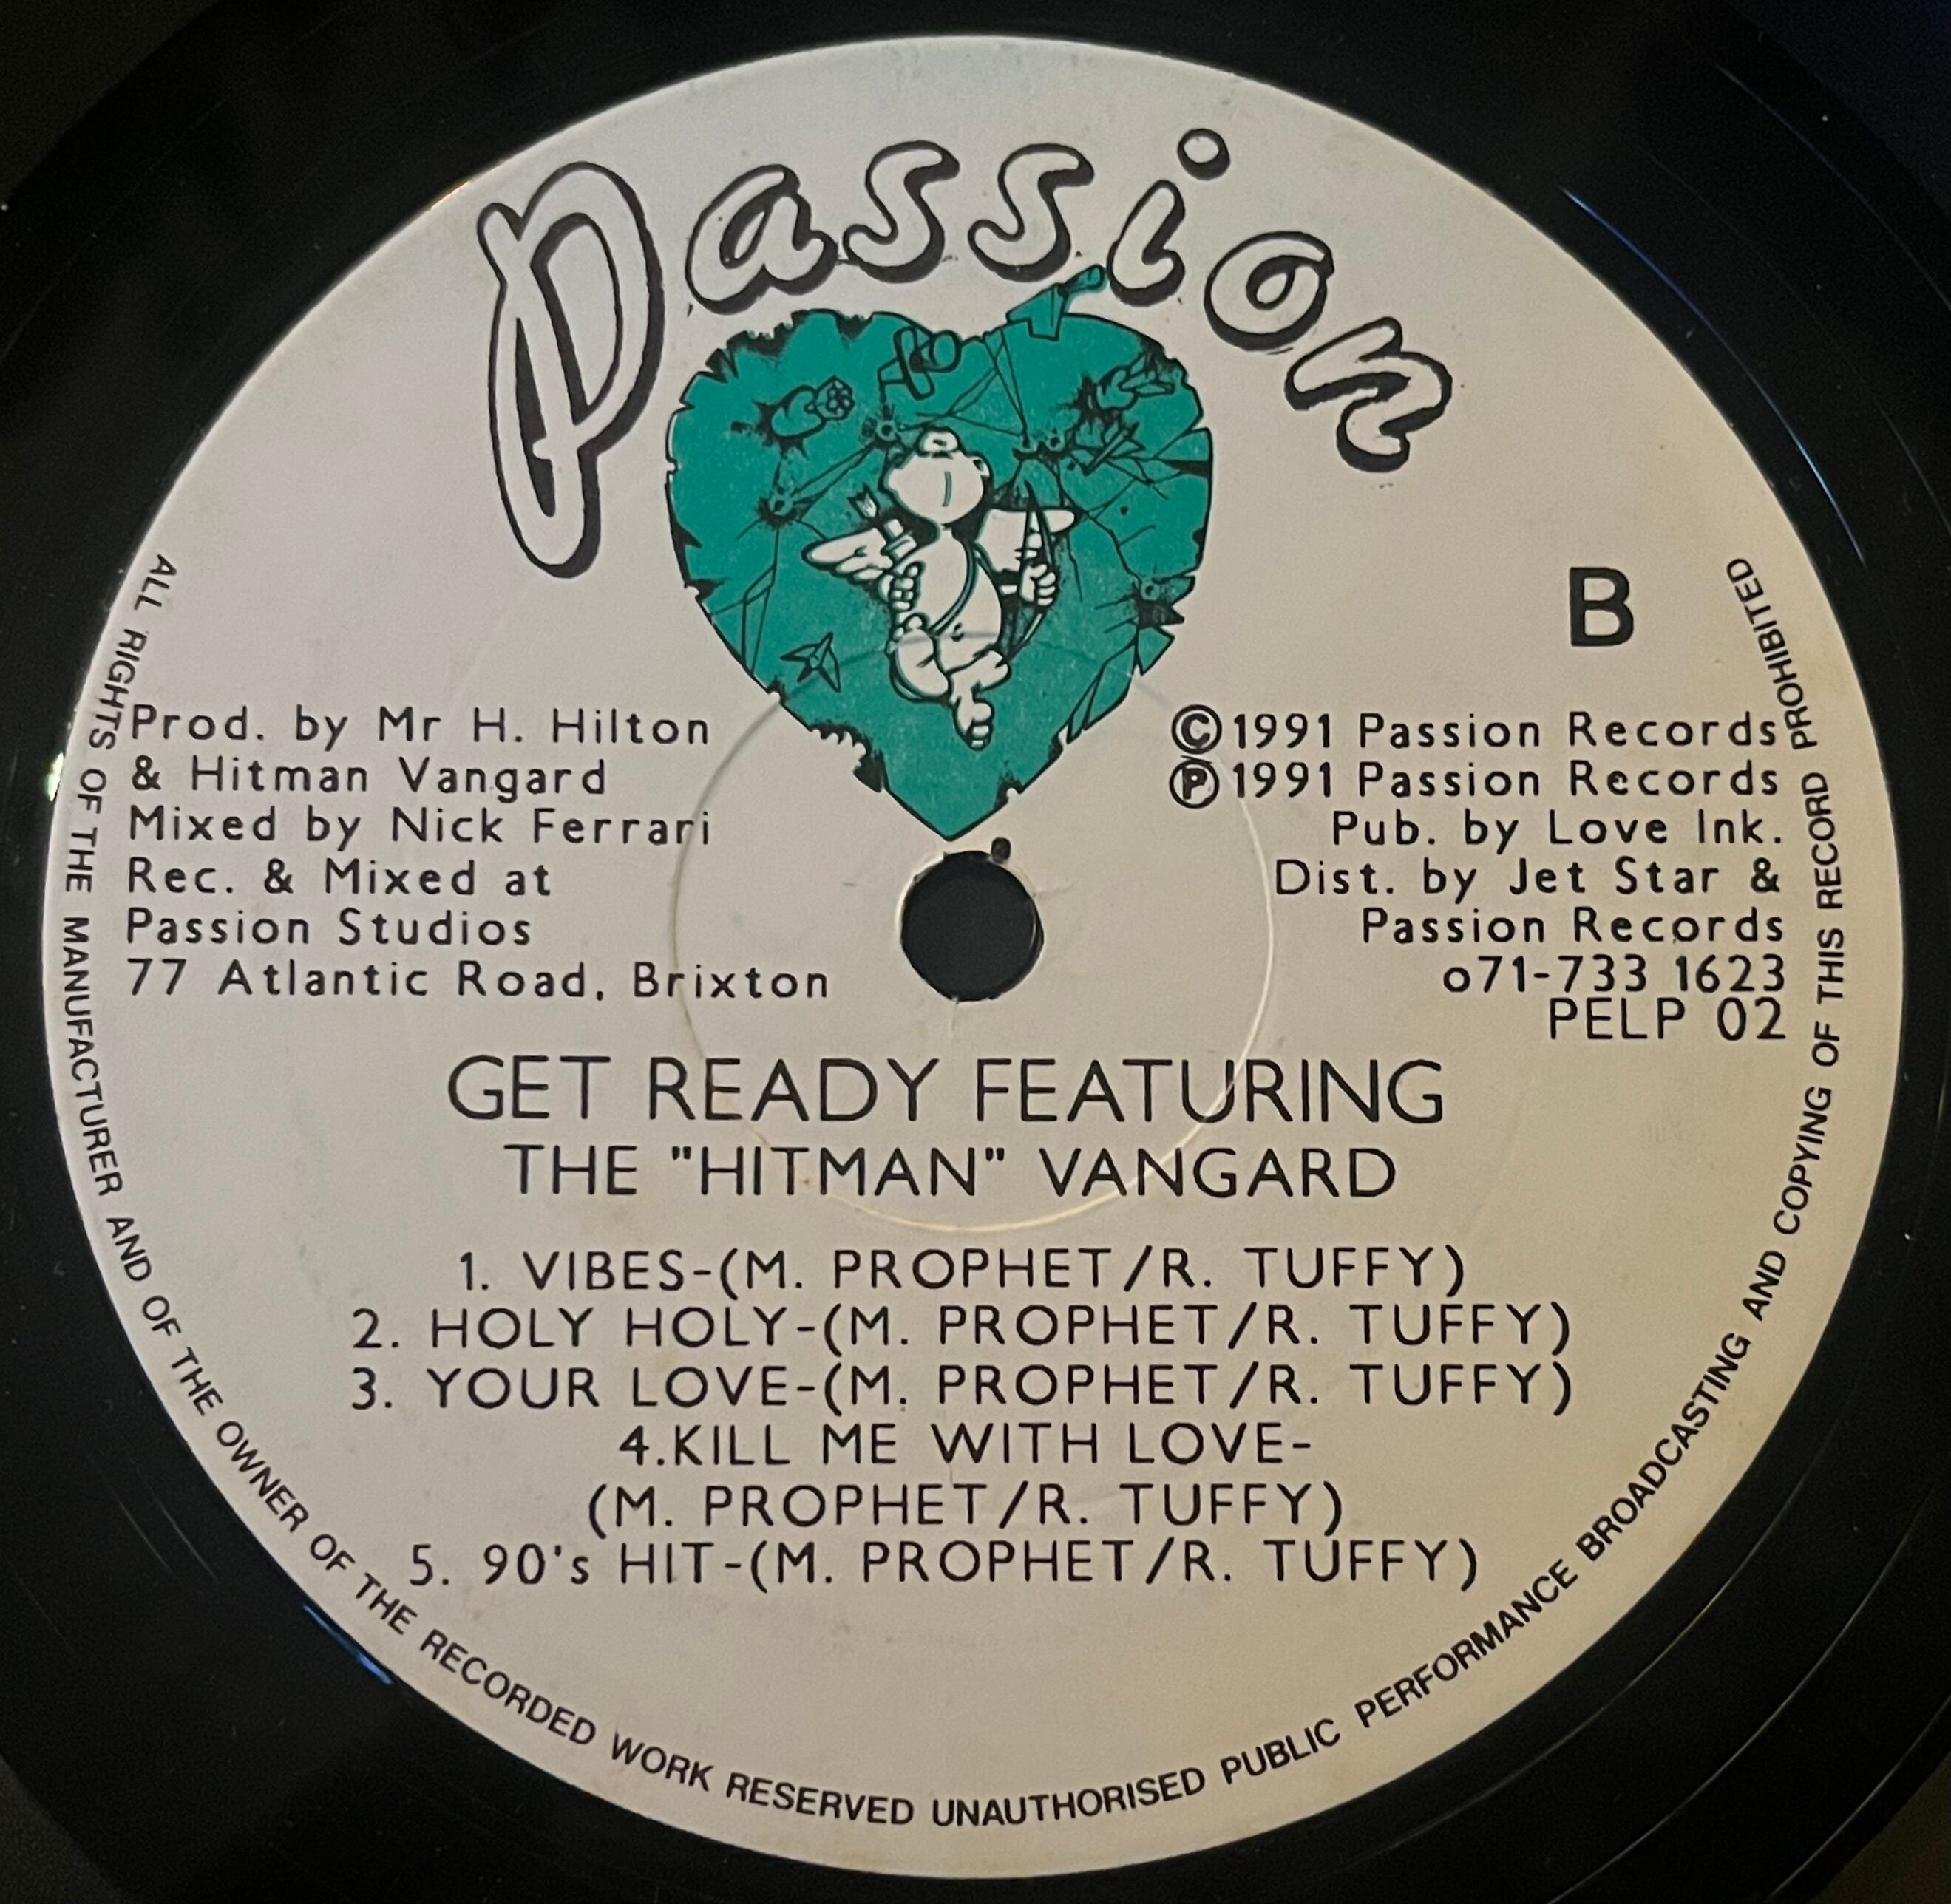 Passion
B
Prod. by Mr H. Hilton
& Hitman Vangard
Mixed by Nick Ferrari
Rec. & Mixed at
Passion Studios
77 Atlantic Road, Brixton
©1991 Passion Records
℗1991 Passion Records
Pub. by Love Ink.
Dist. by Jet Star &
Passion Records
o71-733 1623
PELP 02
GET READY FEATURING
THE "HITMAN" VANGARD
1. VIBES-(M. PROPHET/R. TUFFY)
2. HOLY HOLY-(M. PROPHET/R. TUFFY)
3. YOUR LOVE-(M. PROPHET/R. TUFFY)
4.KILL ME WITH LOVE-
(M. PROPHET/R. TUFFY)
5. 90's HIT-(M. PROPHET/R. TUFFY)
ALL RIGHTS OF THE MANUFACTURER AND OF THE OWNER OF THE RECORDED WORK RESERVED UNAUTHORISED PUBLIC PERFORMANCE BROADCASTING AND COPYING OF THIS RECORD PROHIBITED